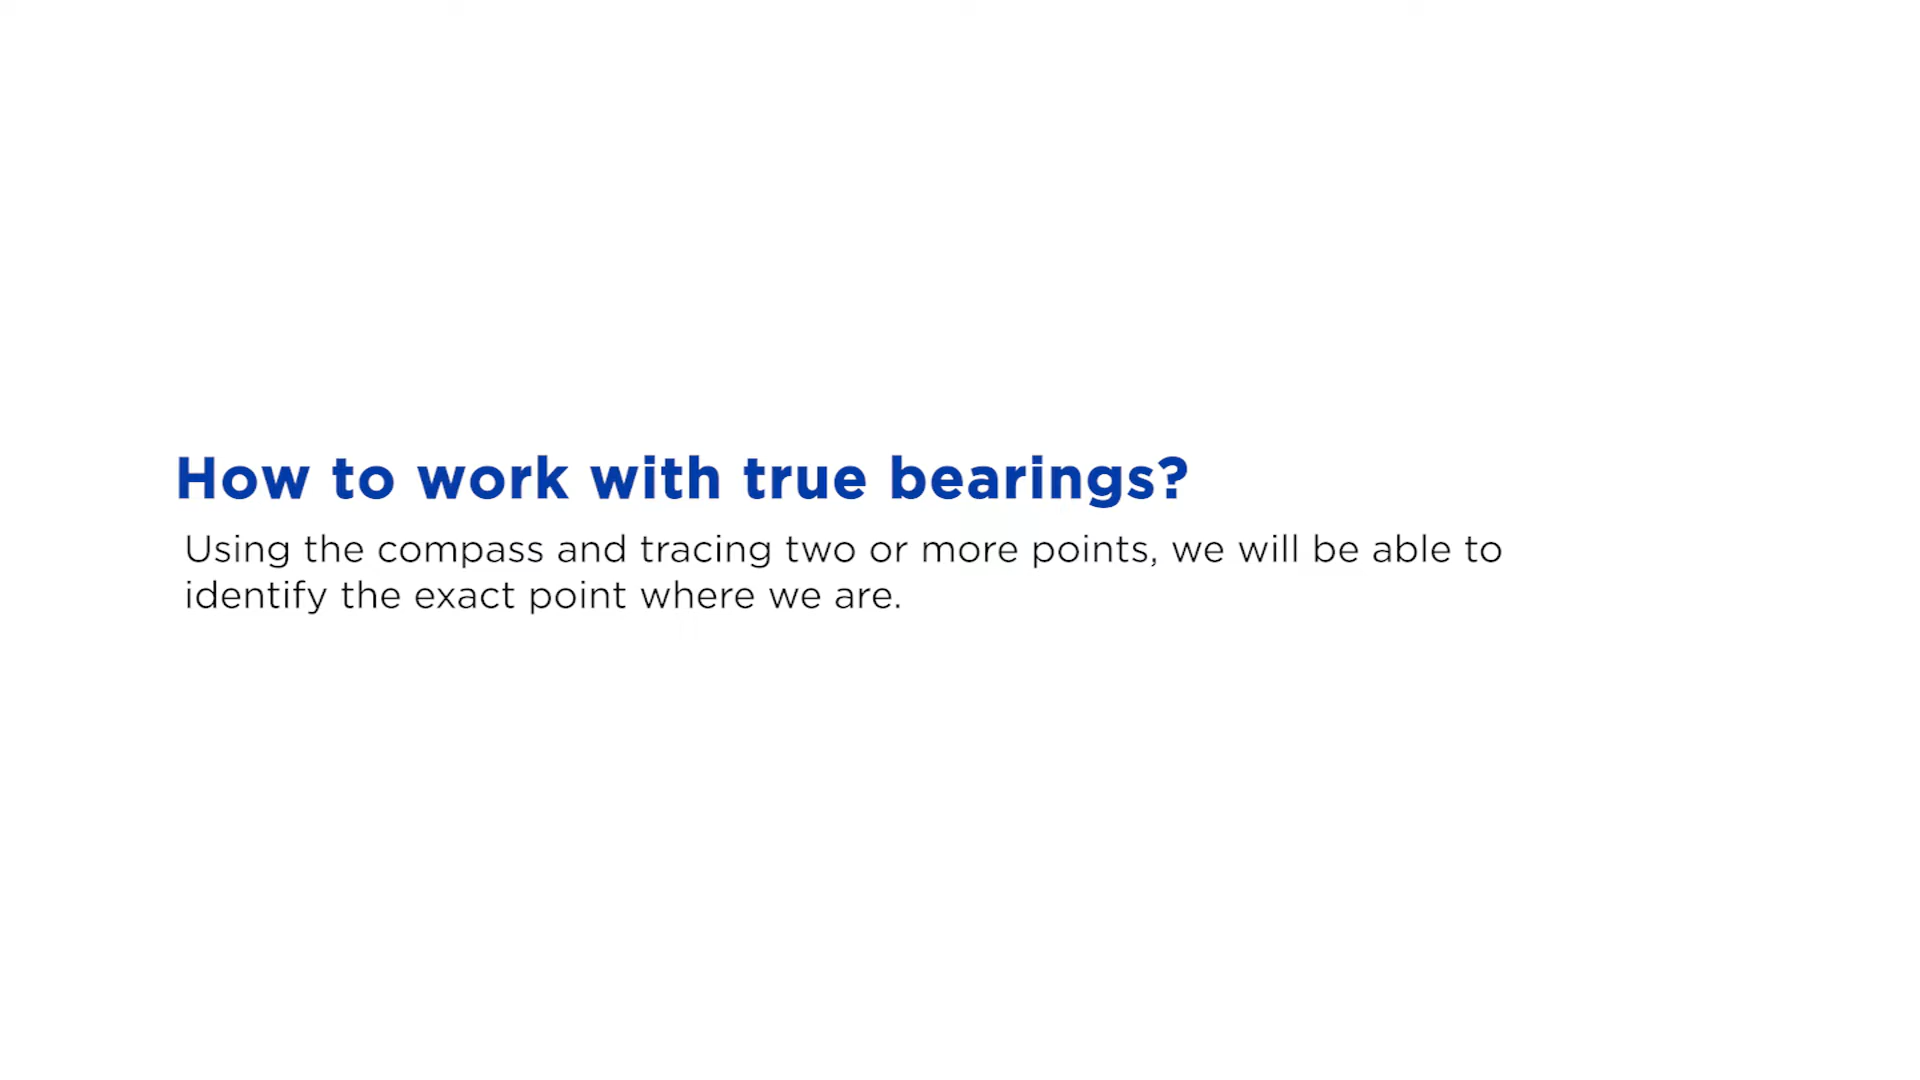 How to work with true bearings?
Using the compass and tracing two or more points, we will be able to
identify the exact point where we are.